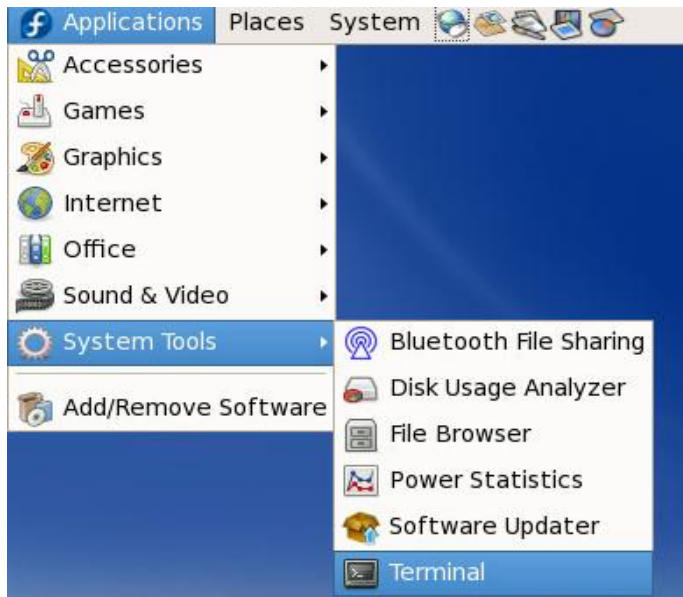 Applications Places System
Accessories
Games
Graphics
Internet
Office
Sound & Video
System Tools
Add/Remove Software
Bluetooth File Sharing
Disk Usage Analyzer
File Browser
Power Statistics
Software Updater
Terminal